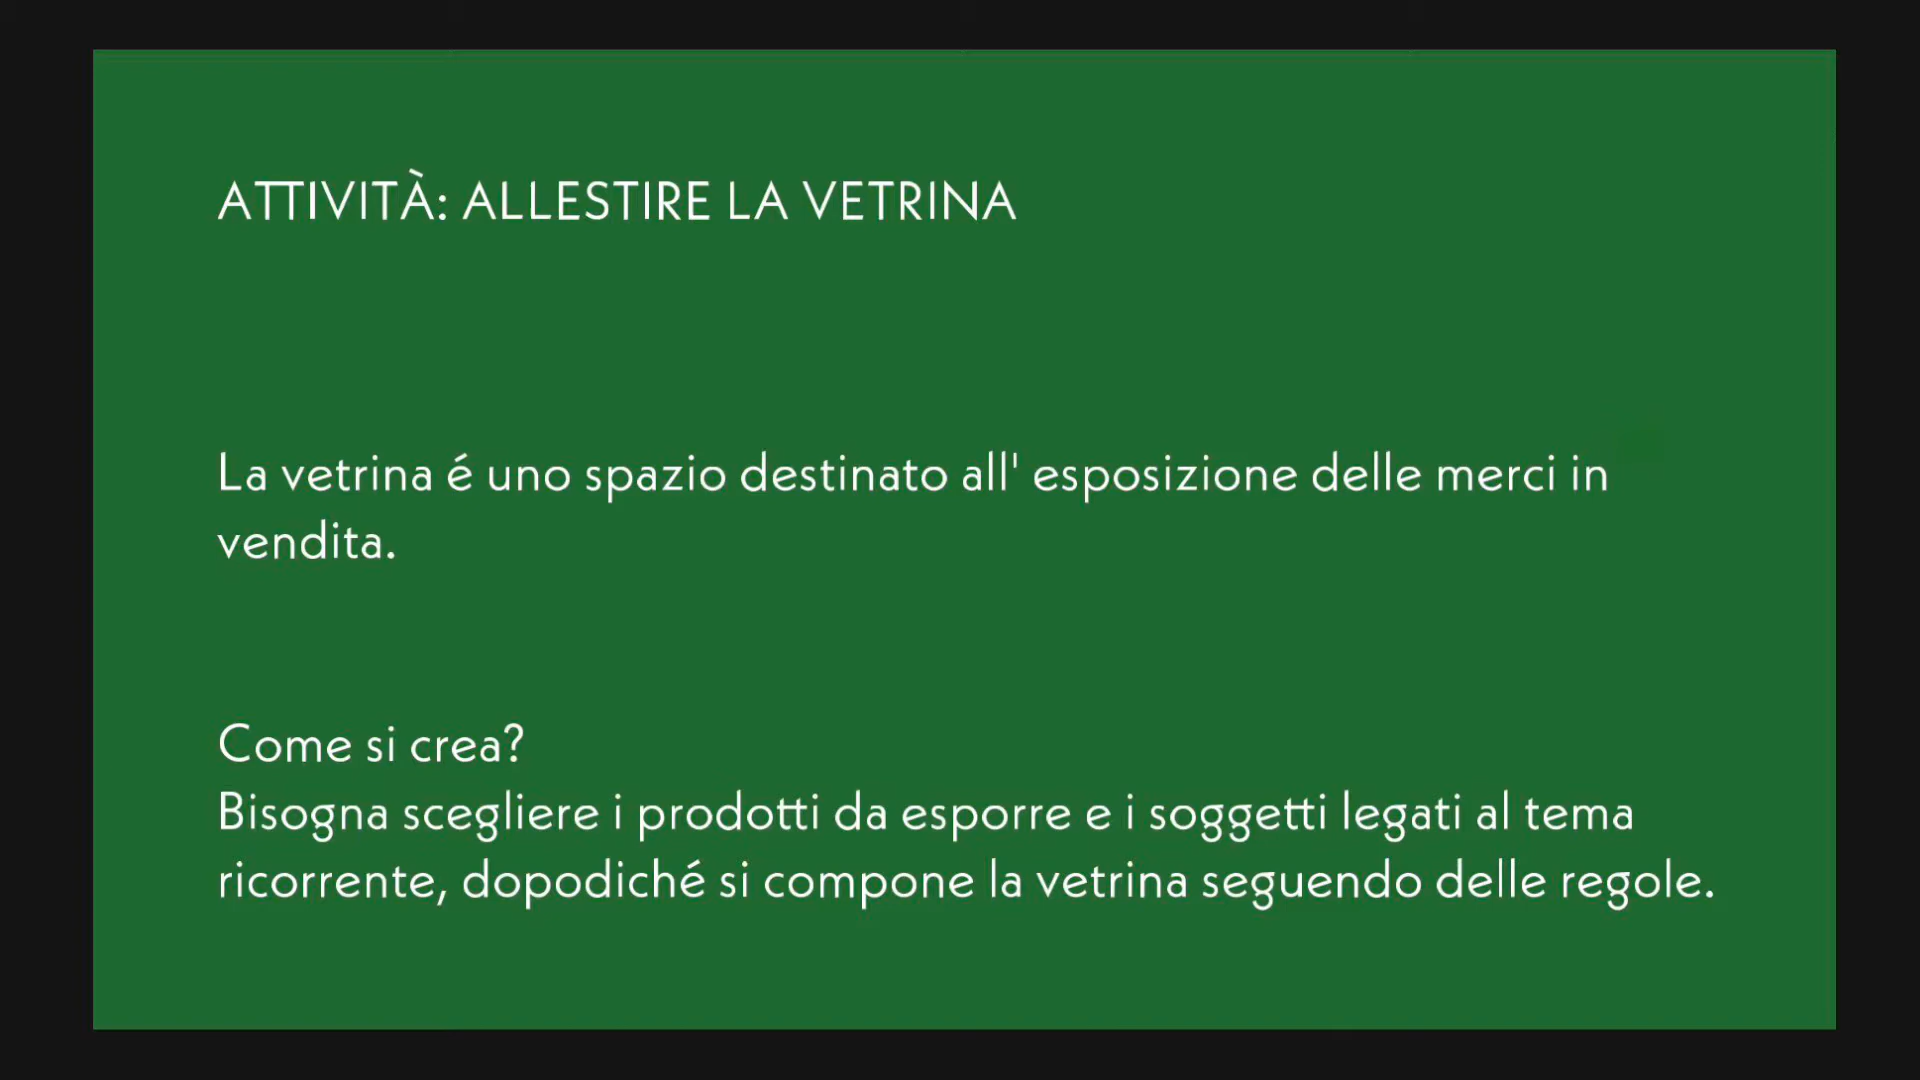 ATTIVITÀ: ALLESTIRE LA VETRINA
La vetrina é uno spazio destinato all' esposizione delle merci in
vendita.
Come si crea?
Bisogna scegliere i prodotti da esporre e i soggetti legati al tema
ricorrente, dopodiché si compone la vetrina seguendo delle regole.